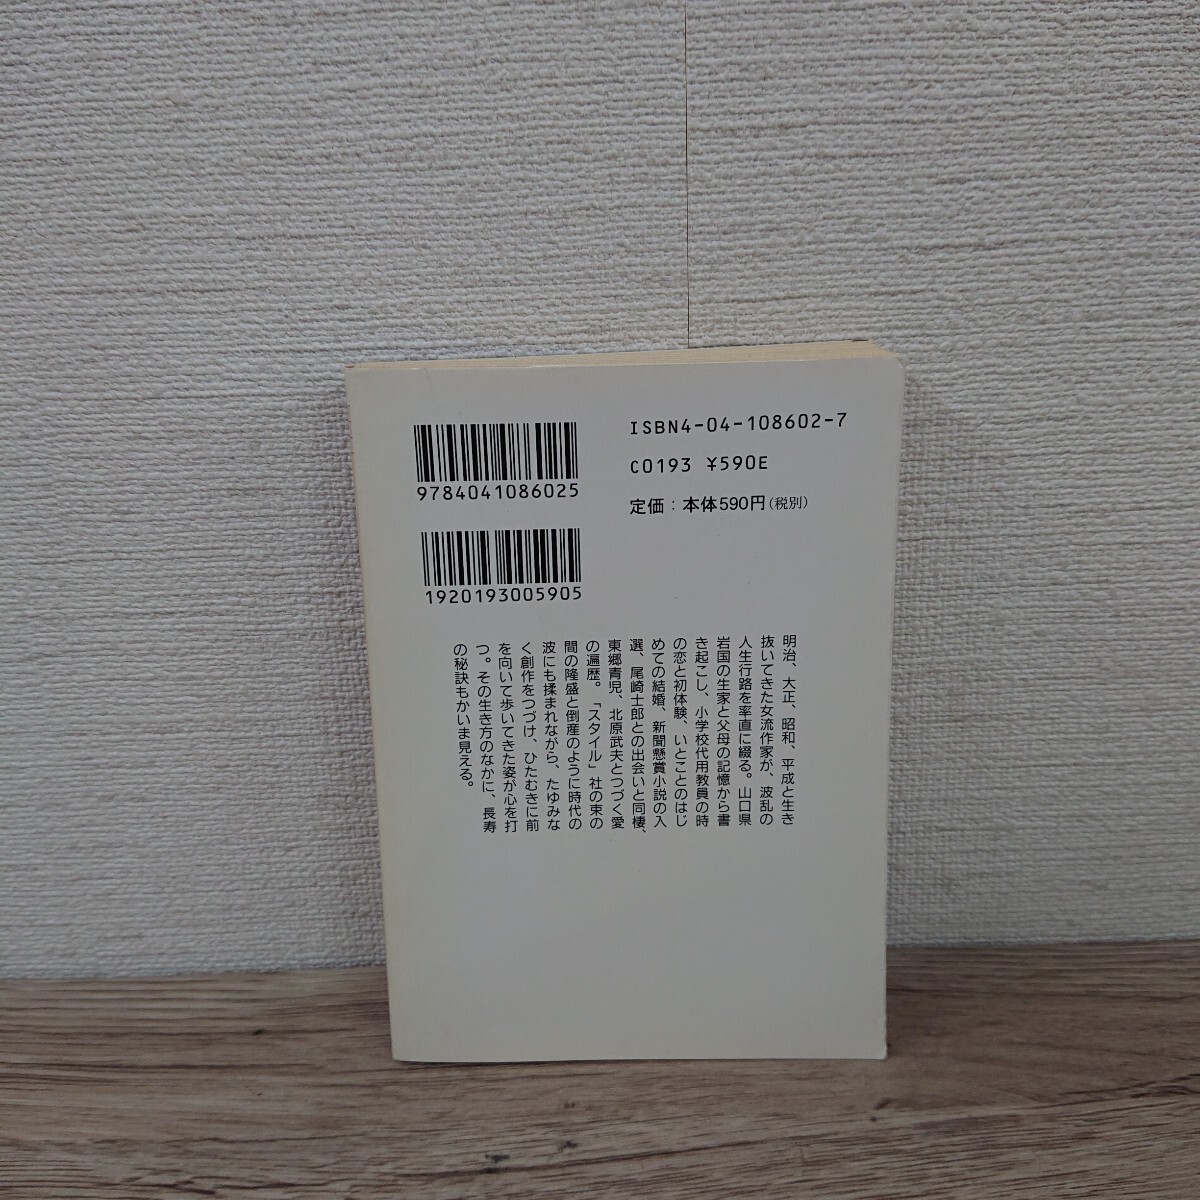 ISBN4-04-108602-7
C0193 ¥590E
定価：本体590円（税別）
9784041086025
1920193005905
明治、大正、昭和、平成と生き
抜いてきた女流作家が、波乱の
人生行路を率直に綴る。山口県
岩国の生家と父母の記憶から書
き起こし、小学校代用教員の時
の恋と初体験、いとことのはじ
めての結婚、新聞懸賞小説の入
選、尾崎士郎との出会いと同棲、
東郷青児、北原武夫とつづく愛
の遍歴。「スタイル」社の束の
間の隆盛と倒産のように時代の
波にも揉まれながら、たゆみな
く創作をつづけ、ひたむきに前
を向いて歩いてきた姿が心を打
つ。その生き方のなかに、長寿
の秘訣もかいま見える。